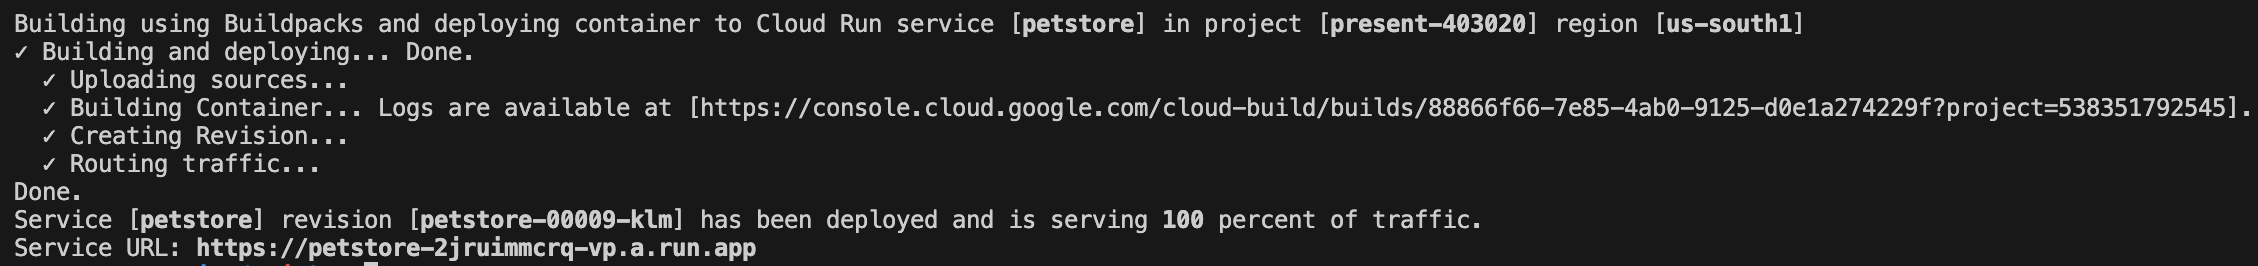 Building using Buildpacks and deploying container to Cloud Run service [petstore] in project [present-403020] region [us-south1]
✓ Building and deploying... Done.
✓ Uploading sources...
✓ Building Container... Logs are available at [https://console.cloud.google.com/cloud-build/builds/88866f66-7e85-4ab0-9125-d0e1a274229f?project=538351792545].
✓ Creating Revision...
✓ Routing traffic...
Done.
Service [petstore] revision [petstore-00009-klm] has been deployed and is serving 100 percent of traffic.
Service URL: https://petstore-2jruimmcrq-vp.a.run.app